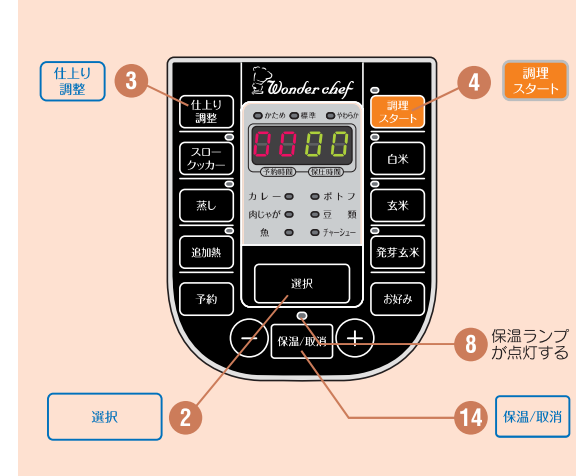 仕上り
調整
3
4
調理
スタート
Wonder chef
仕上り
調整
調理
スタート
かため 標準 やわらか
88 88
予約時間 保圧時間
スロー
クッカー
白米
カレー ポトフ
蒸し
玄米
肉じゃが 豆 類
魚 チャーシュー
追加熱
発芽玄米
選択
予約
お好み
－ 保温/取消 ＋
8 保温ランプ
が点灯する
選択
2
14
保温/取消